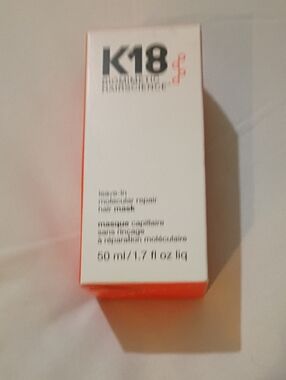 K18
BIOMIMETIC
HAIRSCIENCE
leave-in
molecular repair
hair mask
masque capillaire
sans rinçage
à réparation moléculaire
50 ml/1.7 fl oz liq